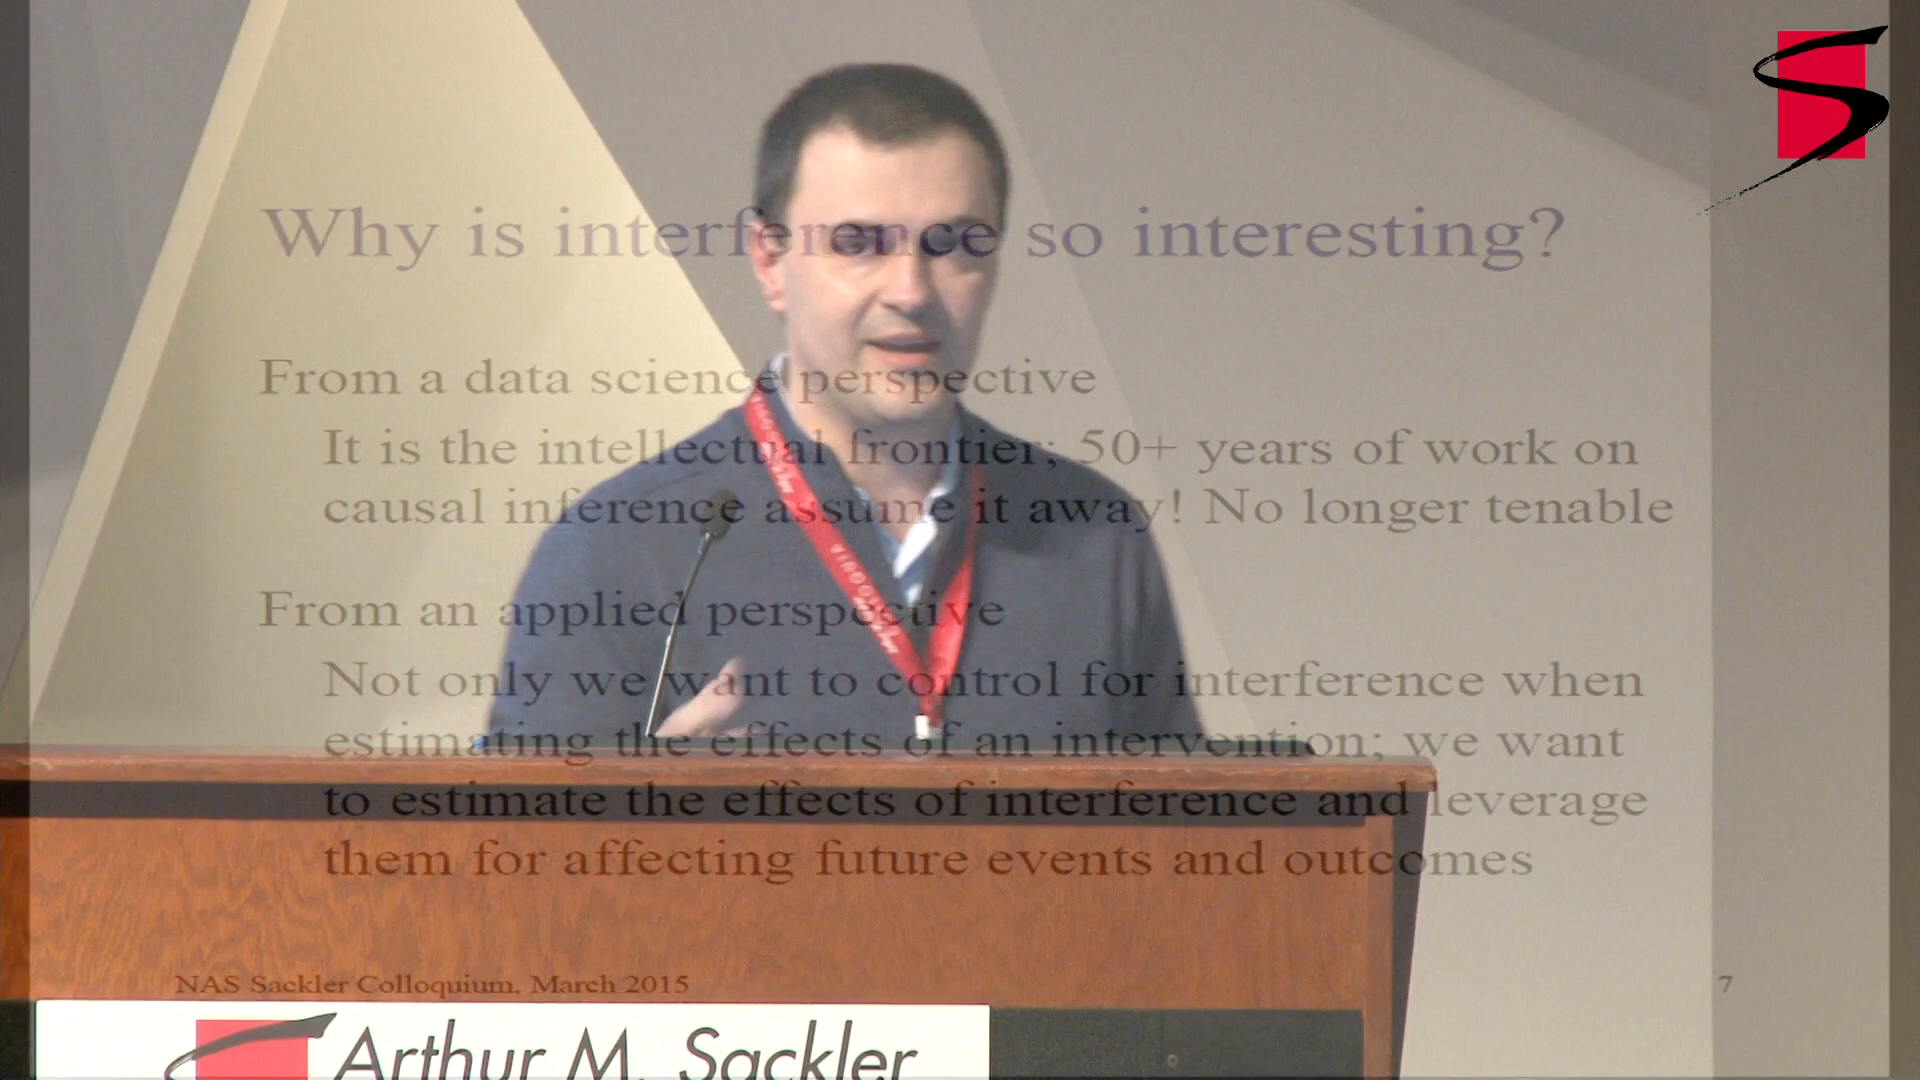 Why is interference so interesting?
From a data science perspective
It is the intellectual frontier; 50+ years of work on
causal inference assume it away! No longer tenable
From an applied perspective
Not only we want to control for interference when
estimating the effects of an intervention; we want
to estimate the effects of interference and leverage
them for affecting future events and outcomes
NAS Sackler Colloquium, March 2015
7
Arthur M. Sackler